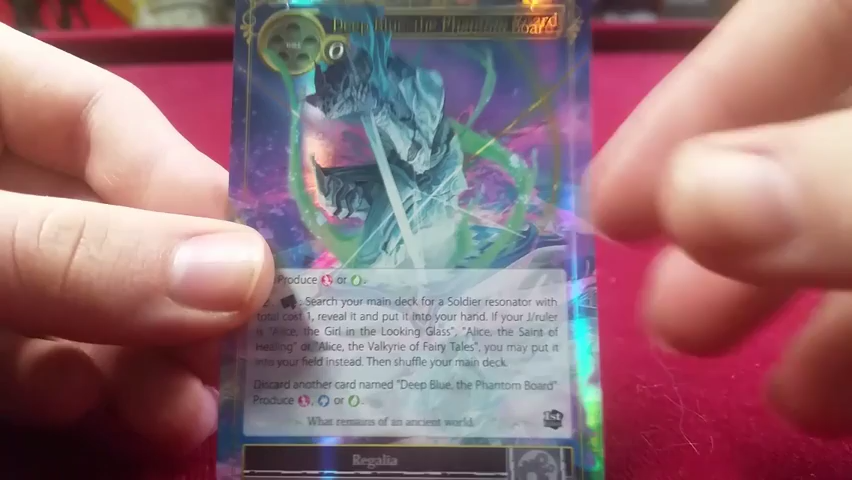 Deep Blue, the Phantom Board
0
Produce or .
: Search your main deck for a Soldier resonator with
total cost 1, reveal it and put it into your hand. If your J/ruler
is "Alice, the Girl in the Looking Glass", "Alice, the Saint of
Healing" or "Alice, the Valkyrie of Fairy Tales", you may put it
into your field instead. Then shuffle your main deck.
Discard another card named "Deep Blue, the Phantom Board"
Produce , or .
What remains of an ancient world.
1st
Regalia